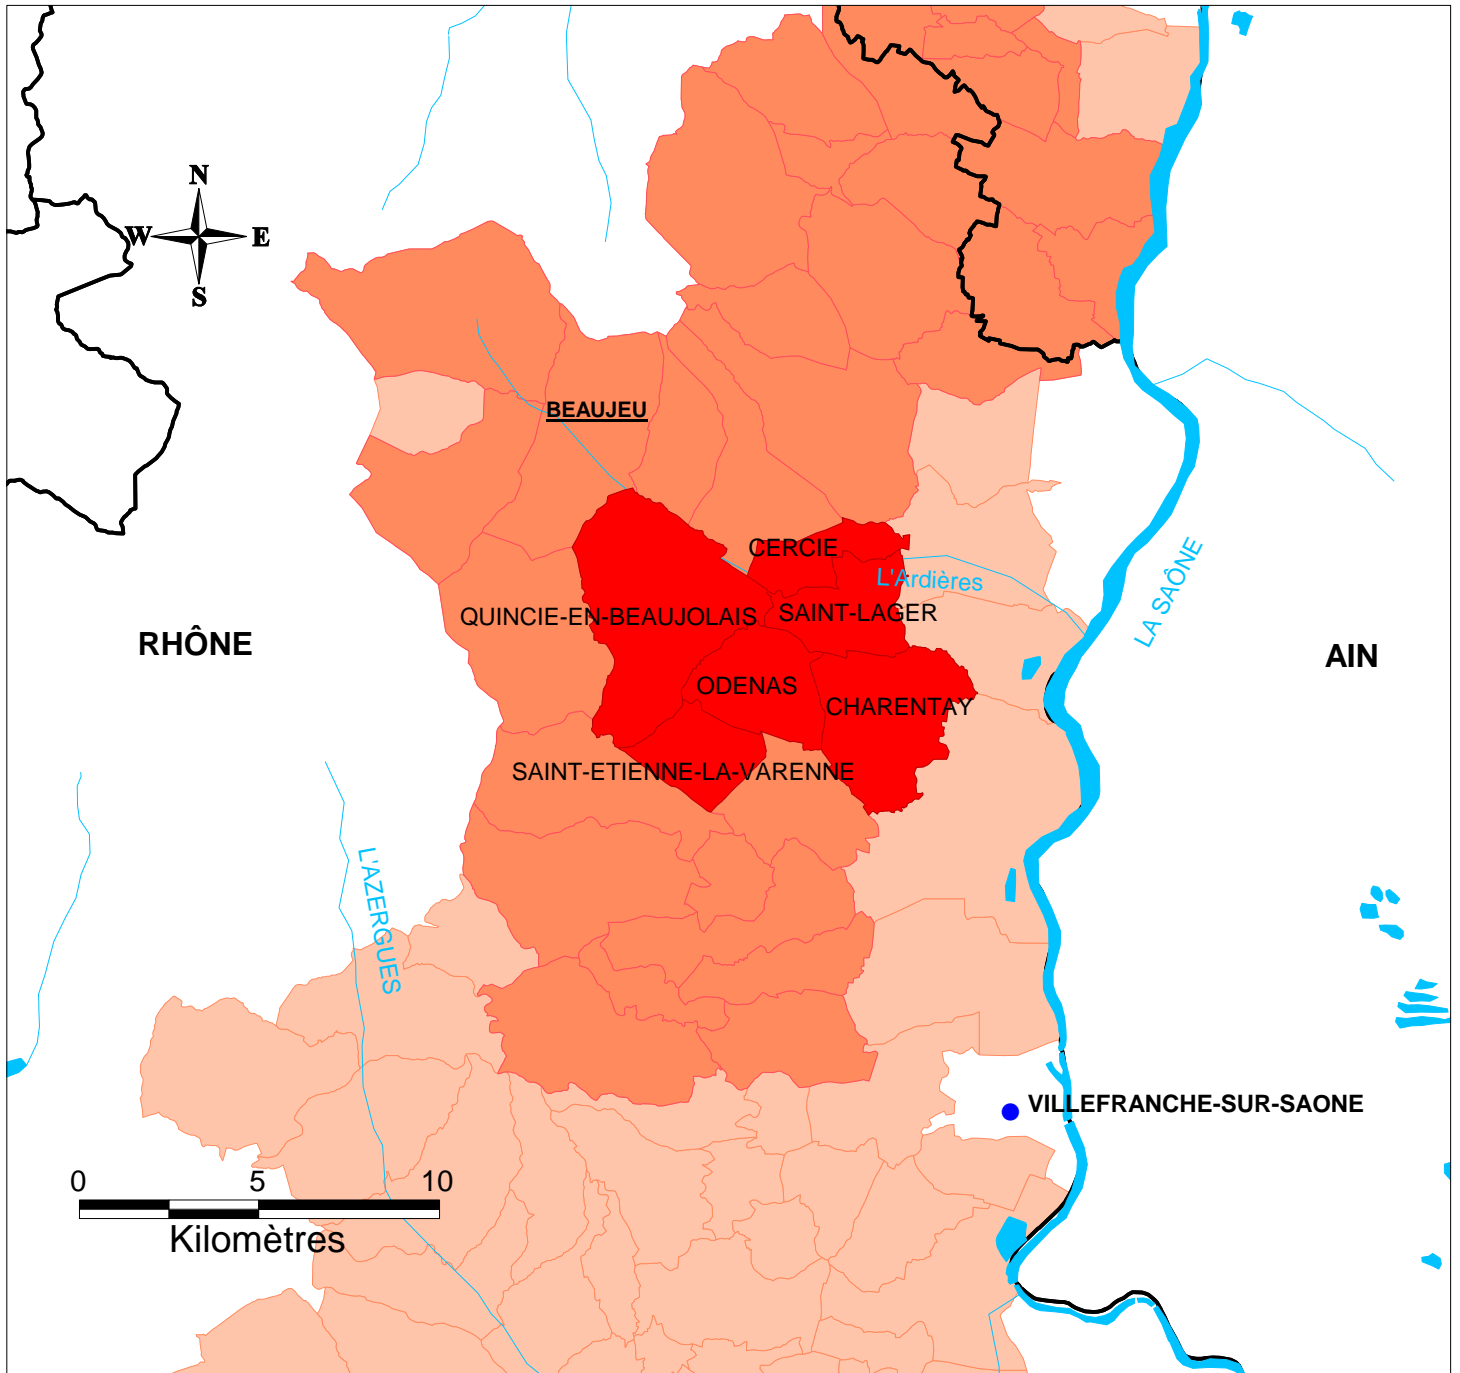 N
W
E
S
BEAUJEU
CERCIE
L'Ardières
QUINCIE-EN-BEAUJOLAIS
SAINT-LAGER
LA SAÔNE
RHÔNE
AIN
ODENAS
CHARENTAY
SAINT-ETIENNE-LA-VARENNE
L'AZERGUES
VILLEFRANCHE-SUR-SAONE
0 5 10
Kilomètres